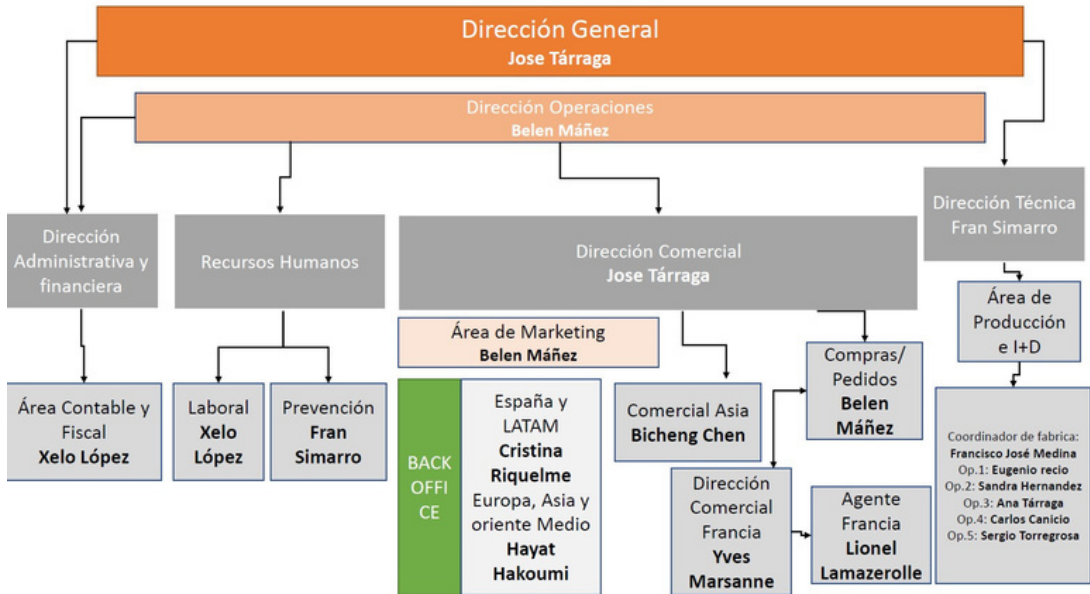 Dirección General
Jose Tárraga
Dirección Operaciones
Belen Máñez
Dirección
Administrativa y
financiera
Recursos Humanos
Dirección Comercial
Jose Tárraga
Dirección Técnica
Fran Simarro
Área de Marketing
Belen Máñez
Área de
Producción
e I+D
Compras/
Pedidos
Belen
Máñez
Área Contable y
Fiscal
Xelo López
Laboral
Xelo
López
Prevención
Fran
Simarro
BACK
OFFI
CE
España y
LATAM
Cristina
Riquelme
Europa, Asia y
oriente Medio
Hayat
Hakoumi
Comercial Asia
Bicheng Chen
Dirección
Comercial
Francia
Yves
Marsanne
Agente
Francia
Lionel
Lamazerolle
Coordinador de fabrica:
Francisco José Medina
Op.1: Eugenio recio
Op.2: Sandra Hernandez
Op.3: Ana Tárraga
Op.4: Carlos Canicio
Op.5: Sergio Torregrosa